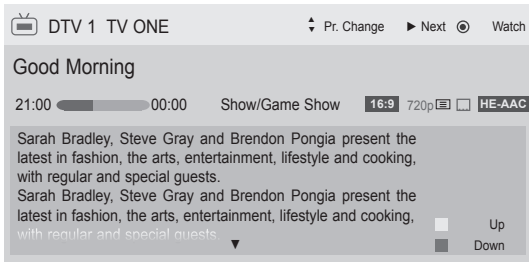 DTV 1 TV ONE Pr. Change Next Watch
Good Morning
21:00 00:00 Show/Game Show 16:9 720p HE-AAC
Sarah Bradley, Steve Gray and Brendon Pongia present the
latest in fashion, the arts, entertainment, lifestyle and cooking,
with regular and special guests.
Sarah Bradley, Steve Gray and Brendon Pongia present the
latest in fashion, the arts, entertainment, lifestyle and cooking,
with regular and special guests.
Up
Down